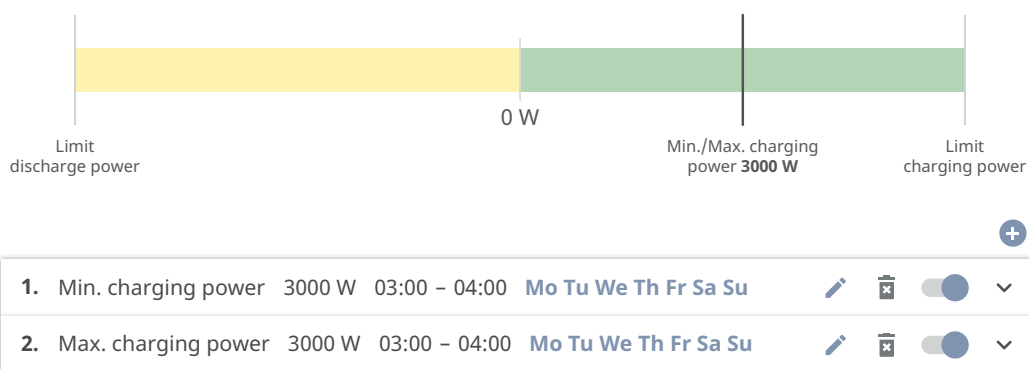 0 W
Limit
discharge power
Min./Max. charging
power 3000 W
Limit
charging power
1. Min. charging power 3000 W 03:00 – 04:00 Mo Tu We Th Fr Sa Su
2. Max. charging power 3000 W 03:00 – 04:00 Mo Tu We Th Fr Sa Su